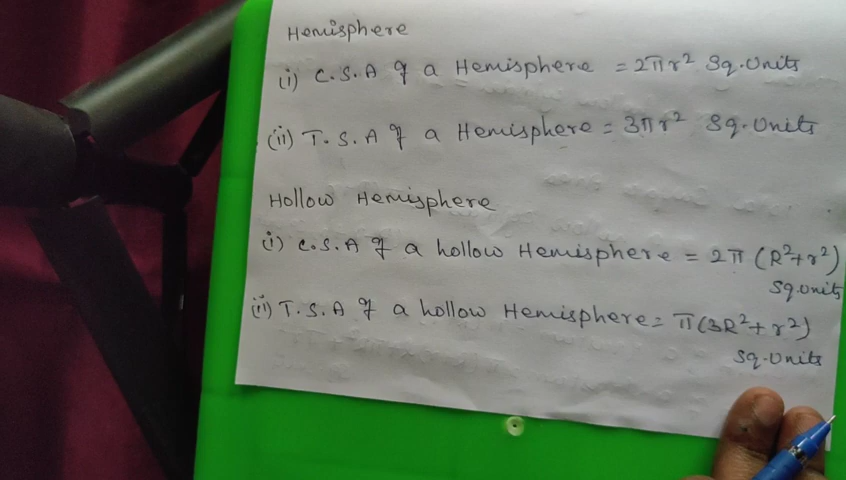 Hemisphere
(i) C.S.A of a Hemisphere = 2πr² Sq.Units
(ii) T.S.A of a Hemisphere = 3πr² Sq.Units
Hollow Hemisphere
(i) C.S.A of a hollow Hemisphere = 2π (R²+r²)
Sq.units
(ii) T.S.A of a hollow Hemisphere = π(3R²+r²)
Sq.Units